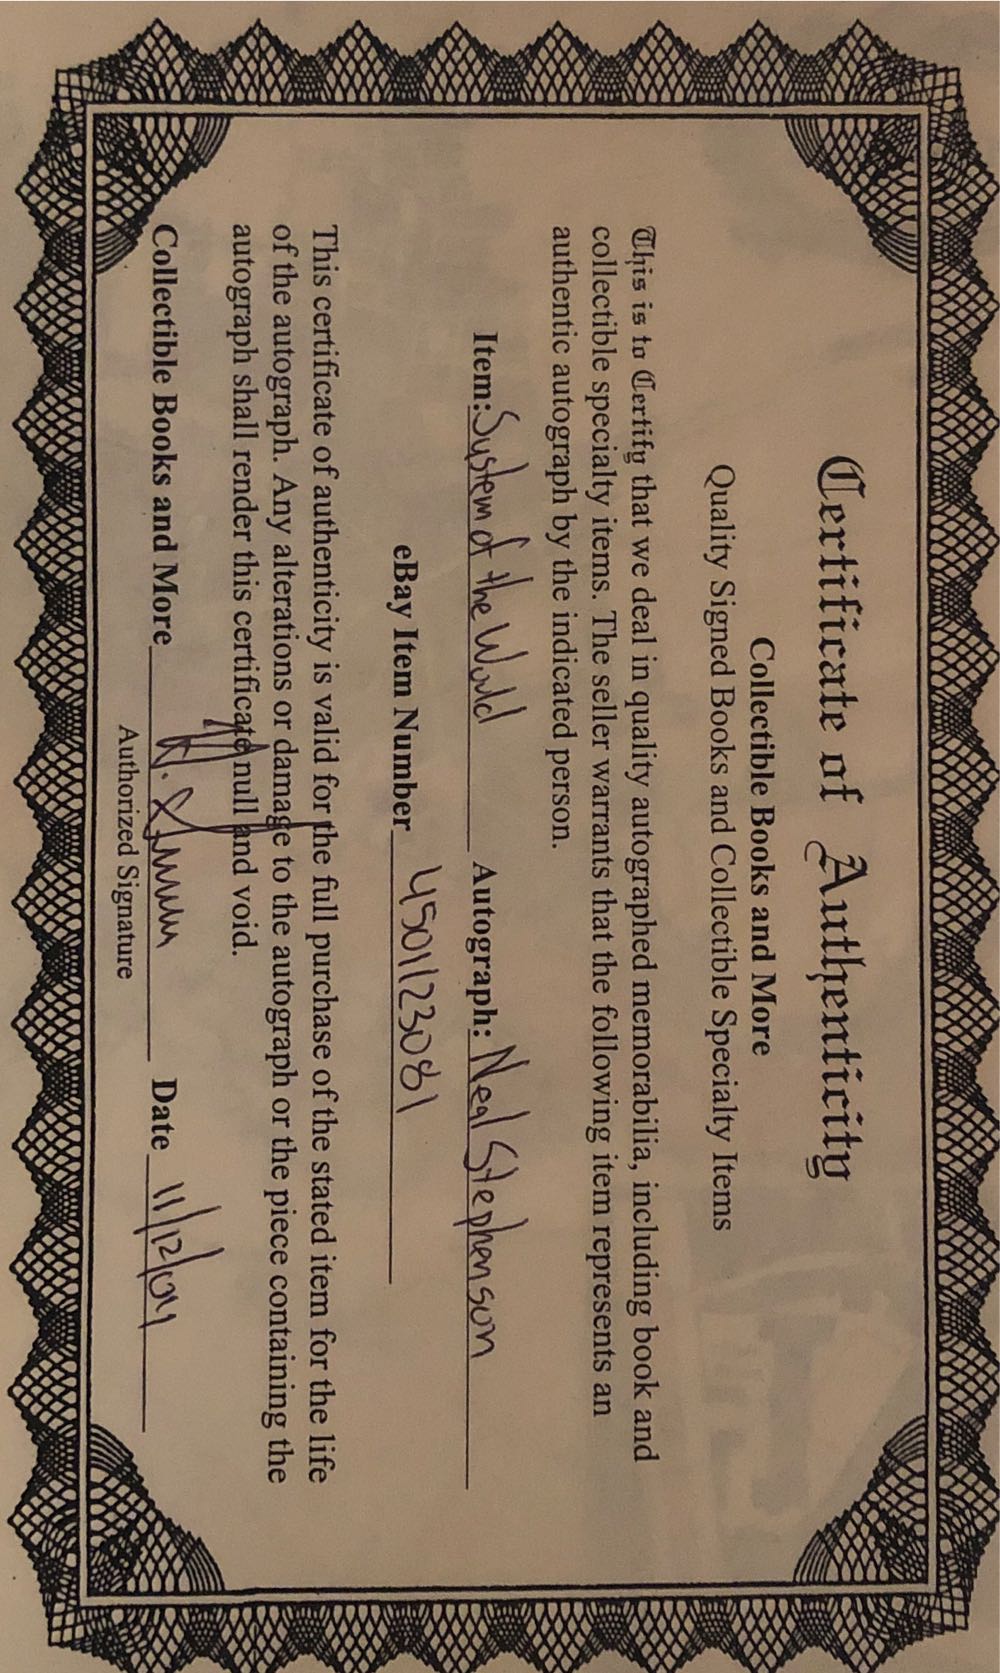 Certificate of Authenticity
Collectible Books and More
Quality Signed Books and Collectible Specialty Items
This is to Certify that we deal in quality autographed memorabilia, including book and
collectible specialty items. The seller warrants that the following item represents an
authentic autograph by the indicated person.
Item: System of the World Autograph: Neal Stephenson
eBay Item Number 4501123081
This certificate of authenticity is valid for the full purchase of the stated item for the life
of the autograph. Any alterations or damage to the autograph or the piece containing the
autograph shall render this certificate null and void.
Collectible Books and More Date 11/12/04
Authorized Signature